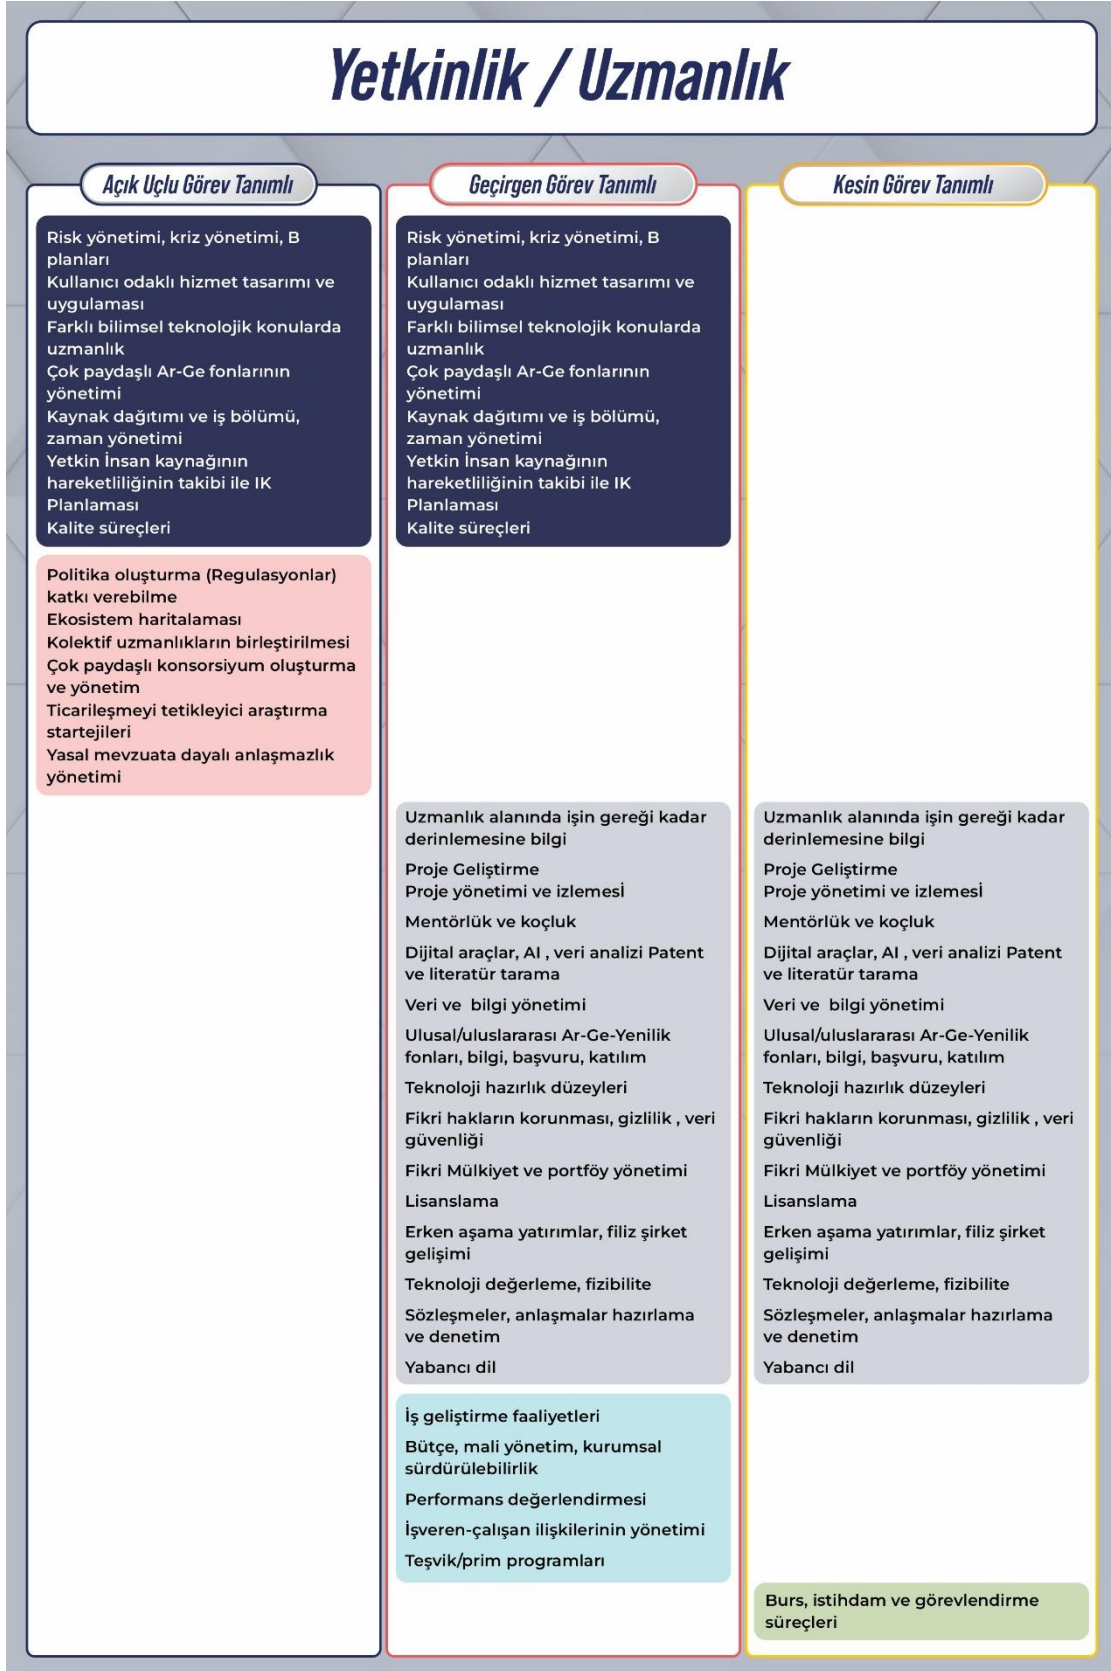 Yetkinlik / Uzmanlık
Açık Uçlu Görev Tanımlı
Risk yönetimi, kriz yönetimi, B
planları
Kullanıcı odaklı hizmet tasarımı ve
uygulaması
Farklı bilimsel teknolojik konularda
uzmanlık
Çok paydaşlı Ar-Ge fonlarının
yönetimi
Kaynak dağıtımı ve iş bölümü,
zaman yönetimi
Yetkin İnsan kaynağının
hareketliliğinin takibi ile IK
Planlaması
Kalite süreçleri
Politika oluşturma (Regulasyonlar)
katkı verebilme
Ekosistem haritalaması
Kolektif uzmanlıkların birleştirilmesi
Çok paydaşlı konsorsiyum oluşturma
ve yönetim
Ticarileşmeyi tetikleyici araştırma
startejileri
Yasal mevzuata dayalı anlaşmazlık
yönetimi
Geçirgen Görev Tanımlı
Risk yönetimi, kriz yönetimi, B
planları
Kullanıcı odaklı hizmet tasarımı ve
uygulaması
Farklı bilimsel teknolojik konularda
uzmanlık
Çok paydaşlı Ar-Ge fonlarının
yönetimi
Kaynak dağıtımı ve iş bölümü,
zaman yönetimi
Yetkin İnsan kaynağının
hareketliliğinin takibi ile IK
Planlaması
Kalite süreçleri
Uzmanlık alanında işin gereği kadar
derinlemesine bilgi
Proje Geliştirme
Proje yönetimi ve izlemesİ
Mentörlük ve koçluk
Dijital araçlar, AI , veri analizi Patent
ve literatür tarama
Veri ve  bilgi yönetimi
Ulusal/uluslararası Ar-Ge-Yenilik
fonları, bilgi, başvuru, katılım
Teknoloji hazırlık düzeyleri
Fikri hakların korunması, gizlilik , veri
güvenliği
Fikri Mülkiyet ve portföy yönetimi
Lisanslama
Erken aşama yatırımlar, filiz şirket
gelişimi
Teknoloji değerleme, fizibilite
Sözleşmeler, anlaşmalar hazırlama
ve denetim
Yabancı dil
İş geliştirme faaliyetleri
Bütçe, mali yönetim, kurumsal
sürdürülebilirlik
Performans değerlendirmesi
İşveren-çalışan ilişkilerinin yönetimi
Teşvik/prim programları
Kesin Görev Tanımlı
Uzmanlık alanında işin gereği kadar
derinlemesine bilgi
Proje Geliştirme
Proje yönetimi ve izlemesİ
Mentörlük ve koçluk
Dijital araçlar, AI , veri analizi Patent
ve literatür tarama
Veri ve  bilgi yönetimi
Ulusal/uluslararası Ar-Ge-Yenilik
fonları, bilgi, başvuru, katılım
Teknoloji hazırlık düzeyleri
Fikri hakların korunması, gizlilik , veri
güvenliği
Fikri Mülkiyet ve portföy yönetimi
Lisanslama
Erken aşama yatırımlar, filiz şirket
gelişimi
Teknoloji değerleme, fizibilite
Sözleşmeler, anlaşmalar hazırlama
ve denetim
Yabancı dil
Burs, istihdam ve görevlendirme
süreçleri